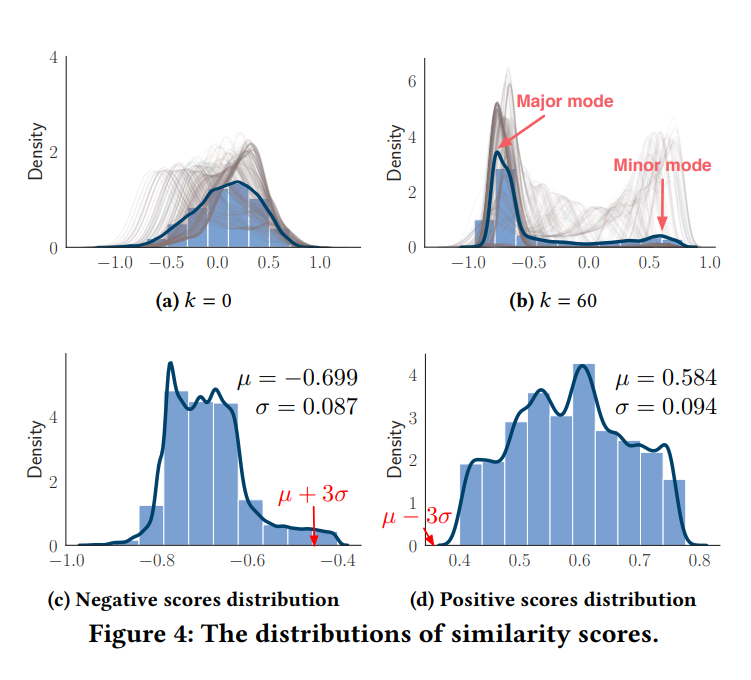 4
2
0
Density
−1.0 −0.5 0.0 0.5 1.0
(a) k = 0
6
4
2
0
Density
Major mode
Minor mode
−1.0 −0.5 0.0 0.5 1.0
(b) k = 60
4
2
0
Density
μ = −0.699
σ = 0.087
μ + 3σ
−1.0 −0.8 −0.6 −0.4
(c) Negative scores distribution
4
3
2
1
0
Density
μ = 0.584
σ = 0.094
μ − 3σ
0.4 0.5 0.6 0.7 0.8
(d) Positive scores distribution
Figure 4: The distributions of similarity scores.